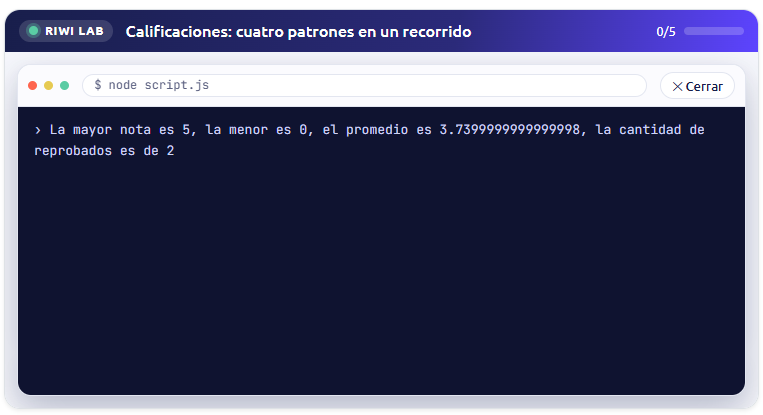 RIWI LAB Calificaciones: cuatro patrones en un recorrido 0/5
$ node script.js Cerrar
› La mayor nota es 5, la menor es 0, el promedio es 3.7399999999999998, la cantidad de
reprobados es de 2